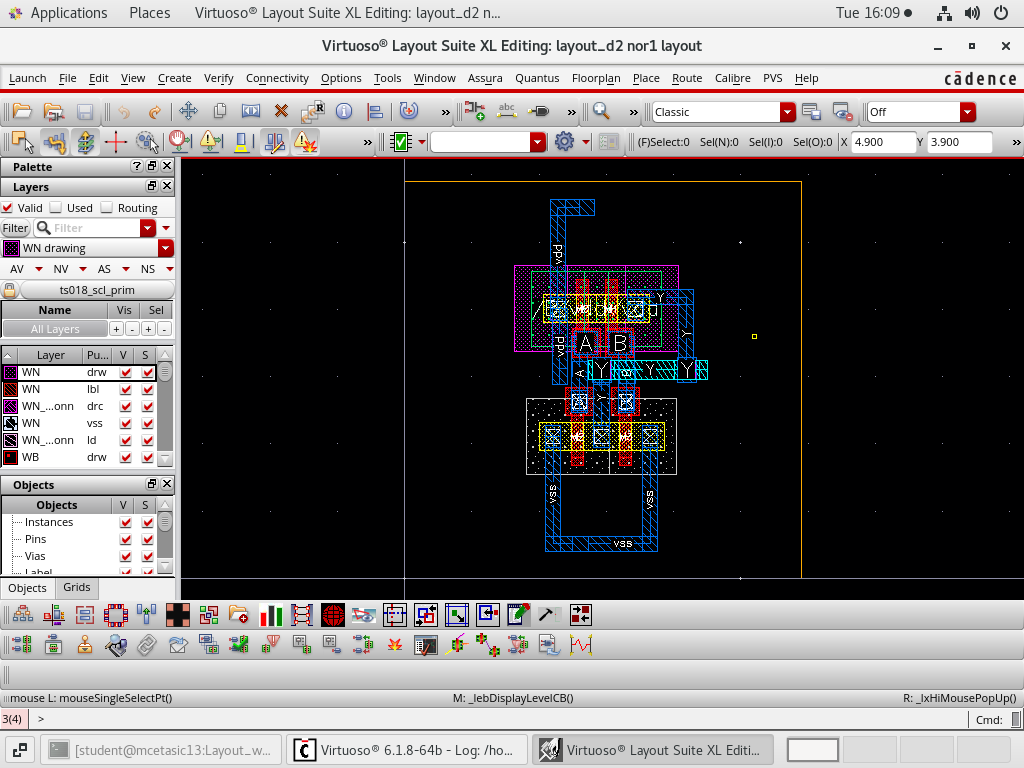 Applications Places Virtuoso® Layout Suite XL Editing: layout_d2 n... Tue 16:09
Virtuoso® Layout Suite XL Editing: layout_d2 nor1 layout
Launch File Edit View Create Verify Connectivity Options Tools Window Assura Quantus Floorplan Place Route Calibre PVS Help cādence
» » » Classic Off
» (F)Select:0 Sel(N):0 Sel(I):0 Sel(O):0 X 4.900 Y 3.900 »
Palette
Layers
Valid Used Routing
Filter Filter
WN drawing
AV NV AS NS
ts018_scl_prim
Name Vis Sel
All Layers + - + -
Layer Pu... V S
WN drw
WN lbl
WN_...onn drc
WN vss
WN_...onn ld
WB drw
Objects
Objects V S
Instances
Pins
Vias
Label
Objects Grids
vdd
Y
Y
vdd
A B
A Y B Y Y
Y
vss vss
vss
mouse L: mouseSingleSelectPt() M: _lebDisplayLevelCB() R: _lxHiMousePopUp()
3(4) > Cmd:
[student@mcetasic13:Layout_w... Virtuoso® 6.1.8-64b - Log: /ho... Virtuoso® Layout Suite XL Editi...